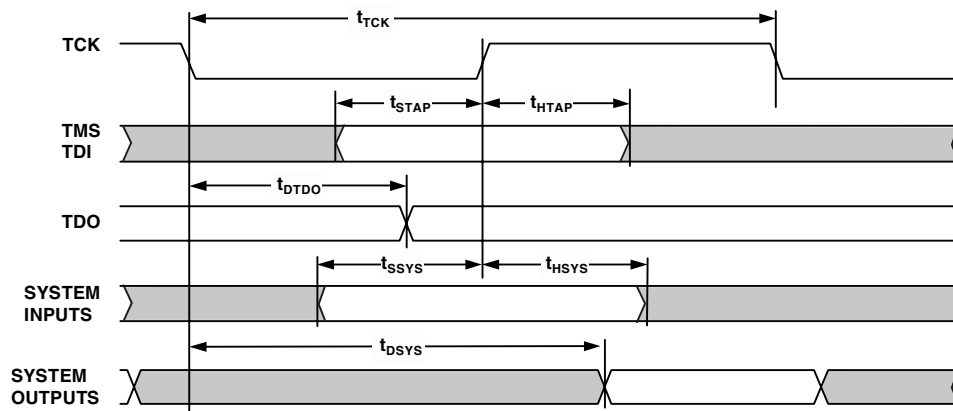 tTCK
TCK
tSTAP
tHTAP
TMS
TDI
tDTDO
TDO
tSSYS
tHSYS
SYSTEM
INPUTS
tDSYS
SYSTEM
OUTPUTS